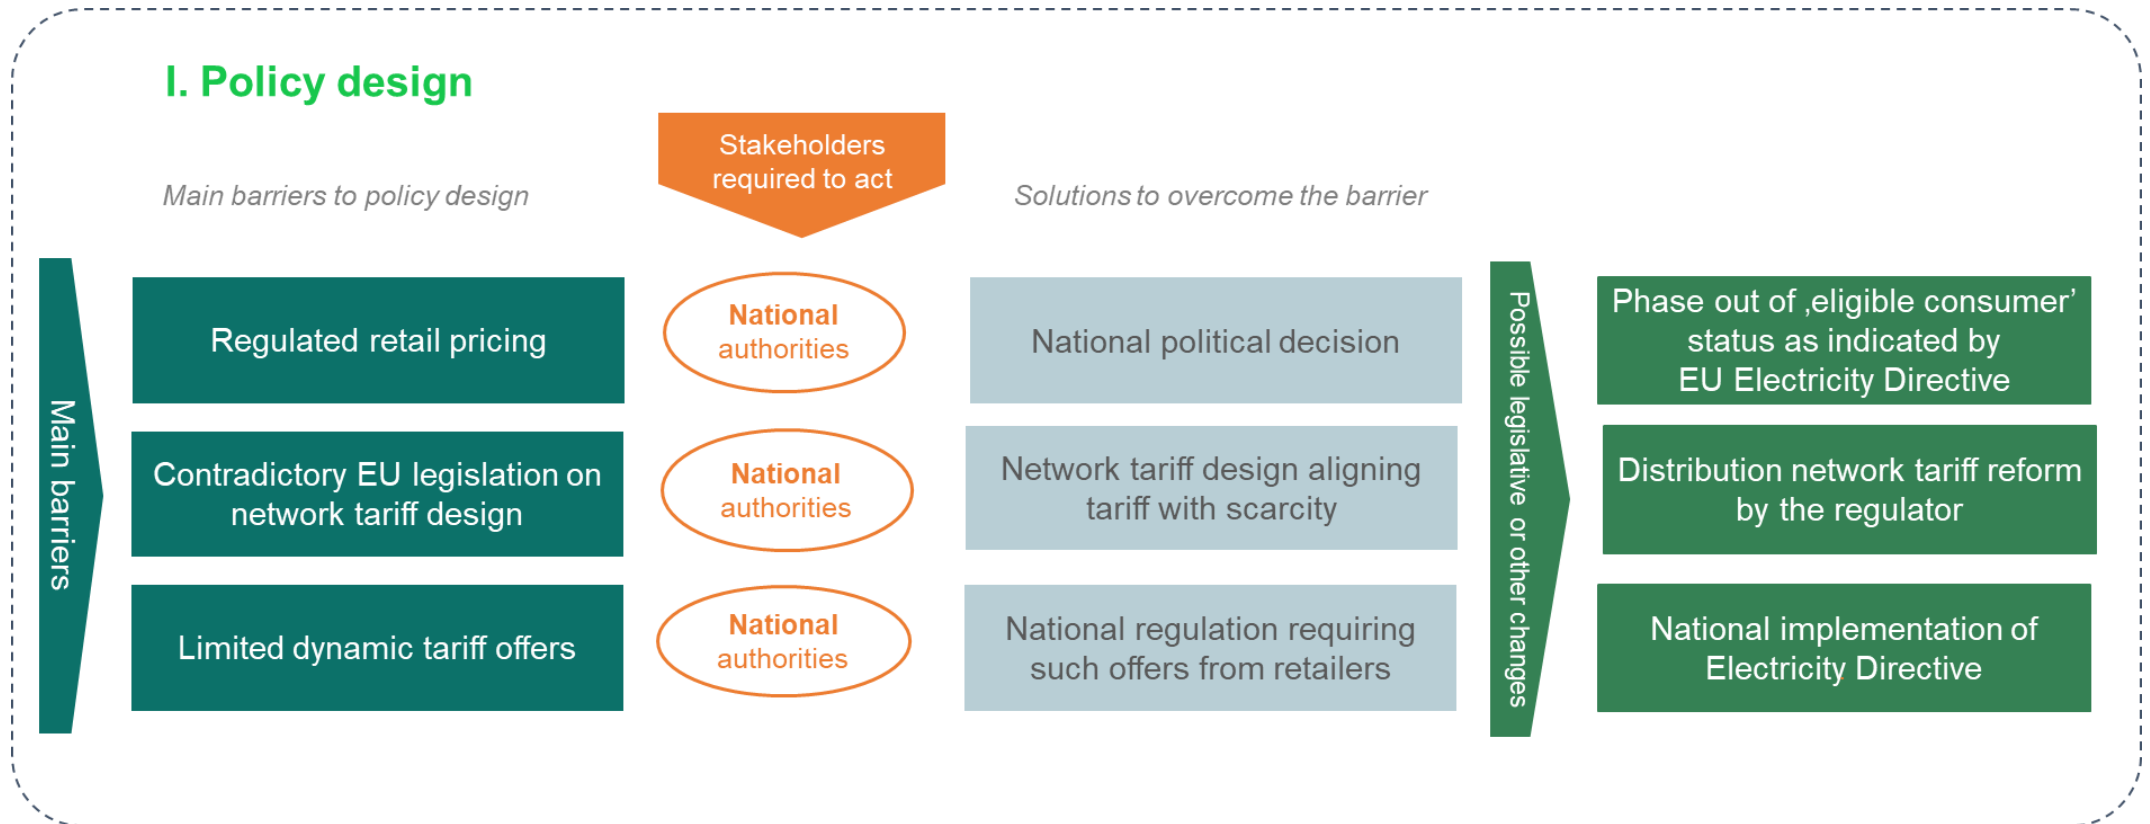 I. Policy design
Stakeholders
required to act
Main barriers to policy design
Solutions to overcome the barrier
Main barriers
Regulated retail pricing
National
authorities
National political decision
Possible legislative or other changes
Phase out of ‚eligible consumer’
status as indicated by
EU Electricity Directive
Contradictory EU legislation on
network tariff design
National
authorities
Network tariff design aligning
tariff with scarcity
Distribution network tariff reform
by the regulator
Limited dynamic tariff offers
National
authorities
National regulation requiring
such offers from retailers
National implementation of
Electricity Directive